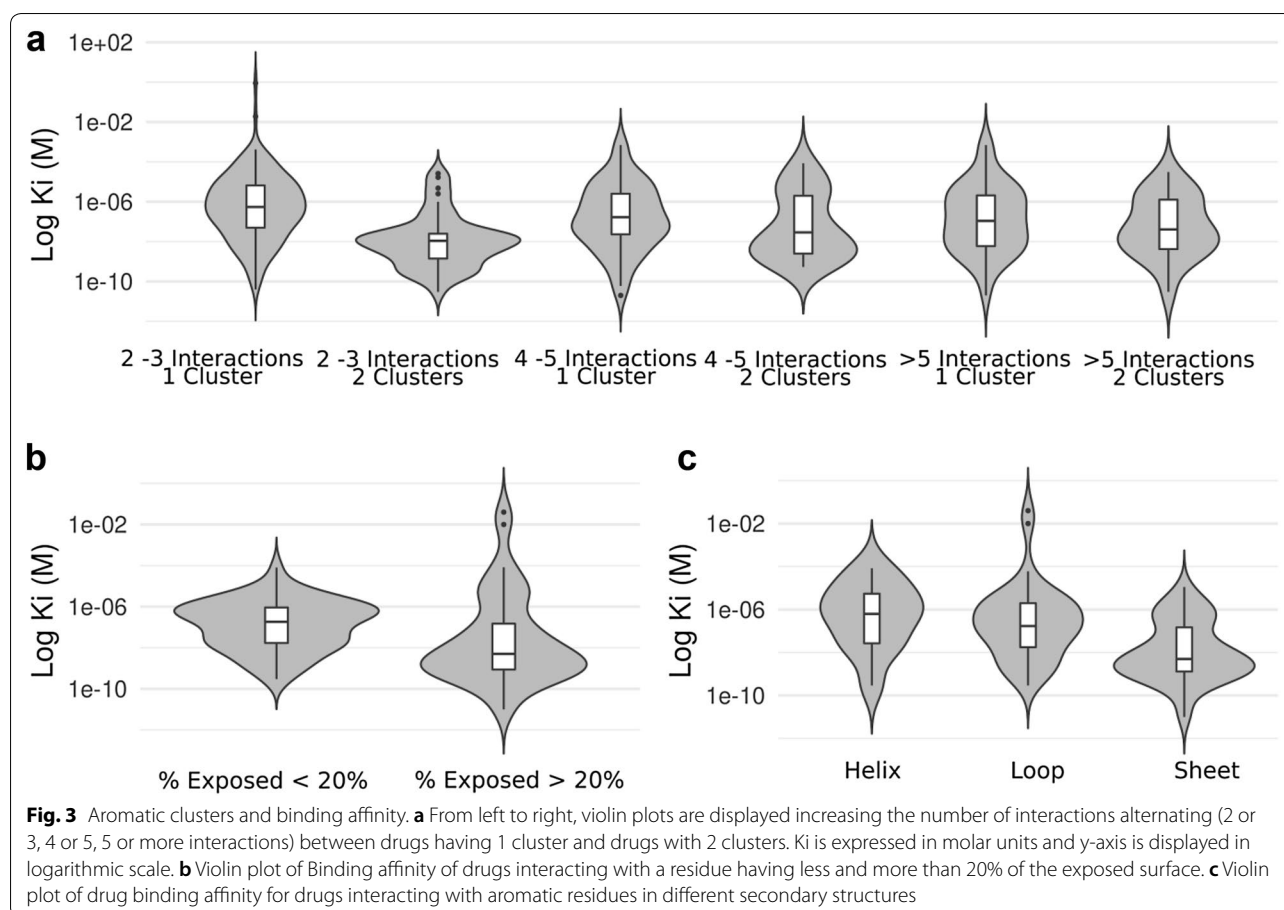 a
1e+02
1e-02
1e-06
1e-10
Log Ki (M)
2 -3 Interactions 2 -3 Interactions 4 -5 Interactions 4 -5 Interactions >5 Interactions >5 Interactions
1 Cluster 2 Clusters 1 Cluster 2 Clusters 1 Cluster 2 Clusters
b
1e-02
1e-06
1e-10
Log Ki (M)
% Exposed < 20% % Exposed > 20%
c
1e-02
1e-06
1e-10
Log Ki (M)
Helix Loop Sheet
Fig. 3 Aromatic clusters and binding affinity. a From left to right, violin plots are displayed increasing the number of interactions alternating (2 or
3, 4 or 5, 5 or more interactions) between drugs having 1 cluster and drugs with 2 clusters. Ki is expressed in molar units and y-axis is displayed in
logarithmic scale. b Violin plot of Binding affinity of drugs interacting with a residue having less and more than 20% of the exposed surface. c Violin
plot of drug binding affinity for drugs interacting with aromatic residues in different secondary structures